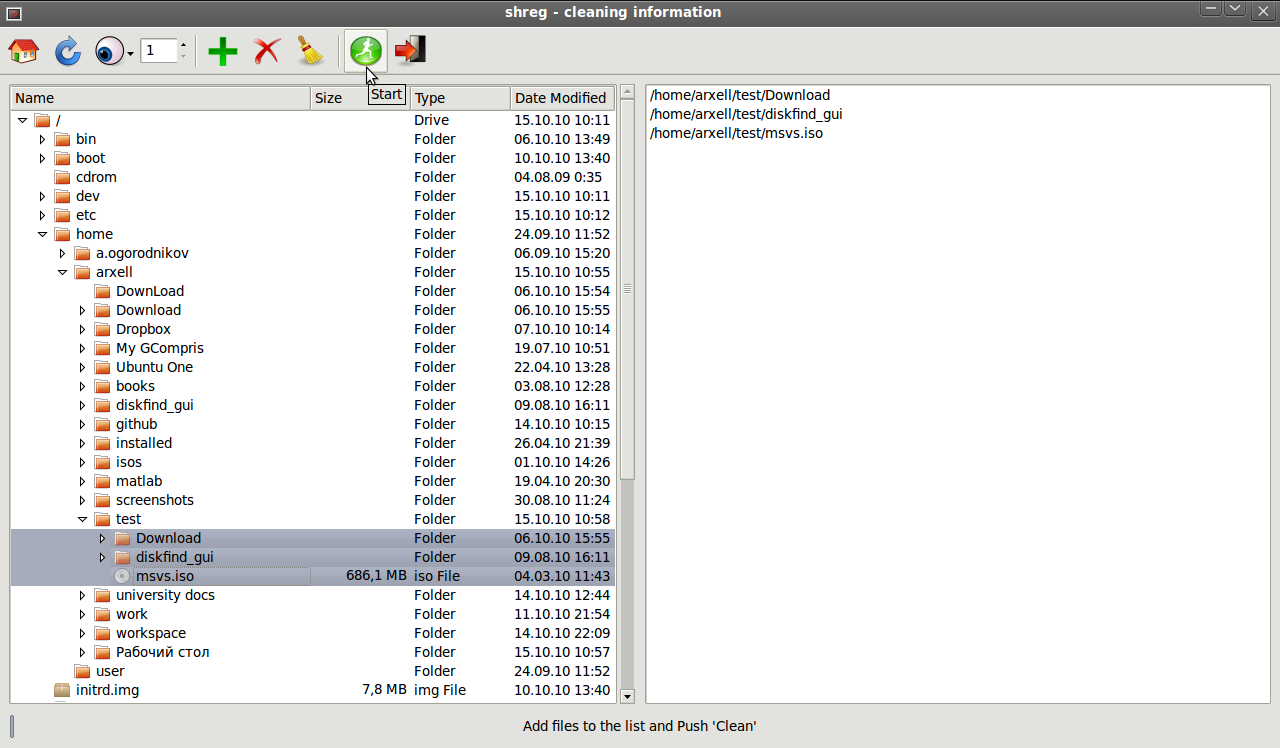 shreg - cleaning information
1
Start
Name Size Type Date Modified
/ Drive 15.10.10 10:11
bin Folder 06.10.10 13:49
boot Folder 10.10.10 13:40
cdrom Folder 04.08.09 0:35
dev Folder 15.10.10 10:11
etc Folder 15.10.10 10:12
home Folder 24.09.10 11:52
a.ogorodnikov Folder 06.09.10 15:20
arxell Folder 15.10.10 10:55
DownLoad Folder 06.10.10 15:54
Download Folder 06.10.10 15:55
Dropbox Folder 07.10.10 10:14
My GCompris Folder 19.07.10 10:51
Ubuntu One Folder 22.04.10 13:28
books Folder 03.08.10 12:28
diskfind_gui Folder 09.08.10 16:11
github Folder 14.10.10 10:15
installed Folder 26.04.10 21:39
isos Folder 01.10.10 14:26
matlab Folder 19.04.10 20:30
screenshots Folder 30.08.10 11:24
test Folder 15.10.10 10:58
Download Folder 06.10.10 15:55
diskfind_gui Folder 09.08.10 16:11
msvs.iso 686,1 MB iso File 04.03.10 11:43
university docs Folder 14.10.10 12:44
work Folder 11.10.10 21:54
workspace Folder 14.10.10 22:09
Рабочий стол Folder 15.10.10 10:57
user Folder 24.09.10 11:52
initrd.img 7,8 MB img File 10.10.10 13:40
/home/arxell/test/Download
/home/arxell/test/diskfind_gui
/home/arxell/test/msvs.iso
Add files to the list and Push 'Clean'